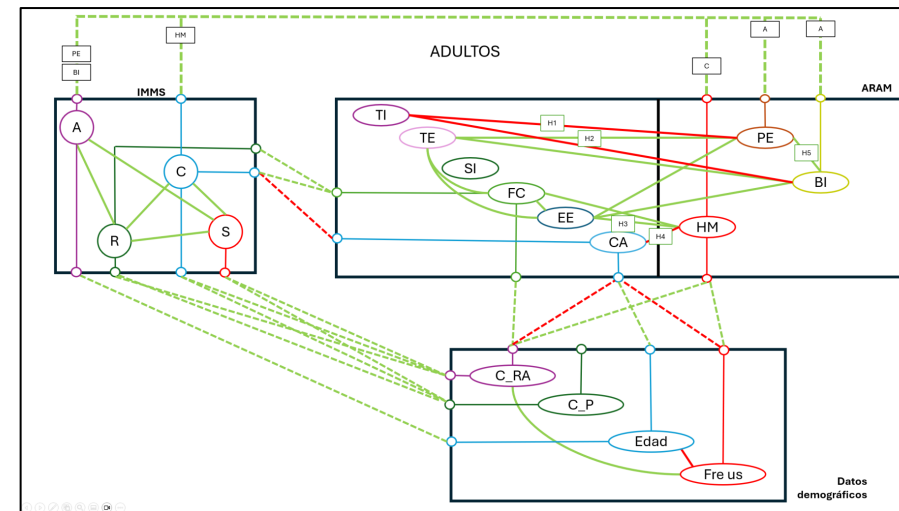 ADULTOS
PE
BI
HM
C
A
A
IMMS
ARAM
A
C
R
S
TI
TE
SI
FC
EE
CA
H1
H2
H3
H4
H5
PE
BI
HM
C_RA
C_P
Edad
Fre us
Datos
demográficos